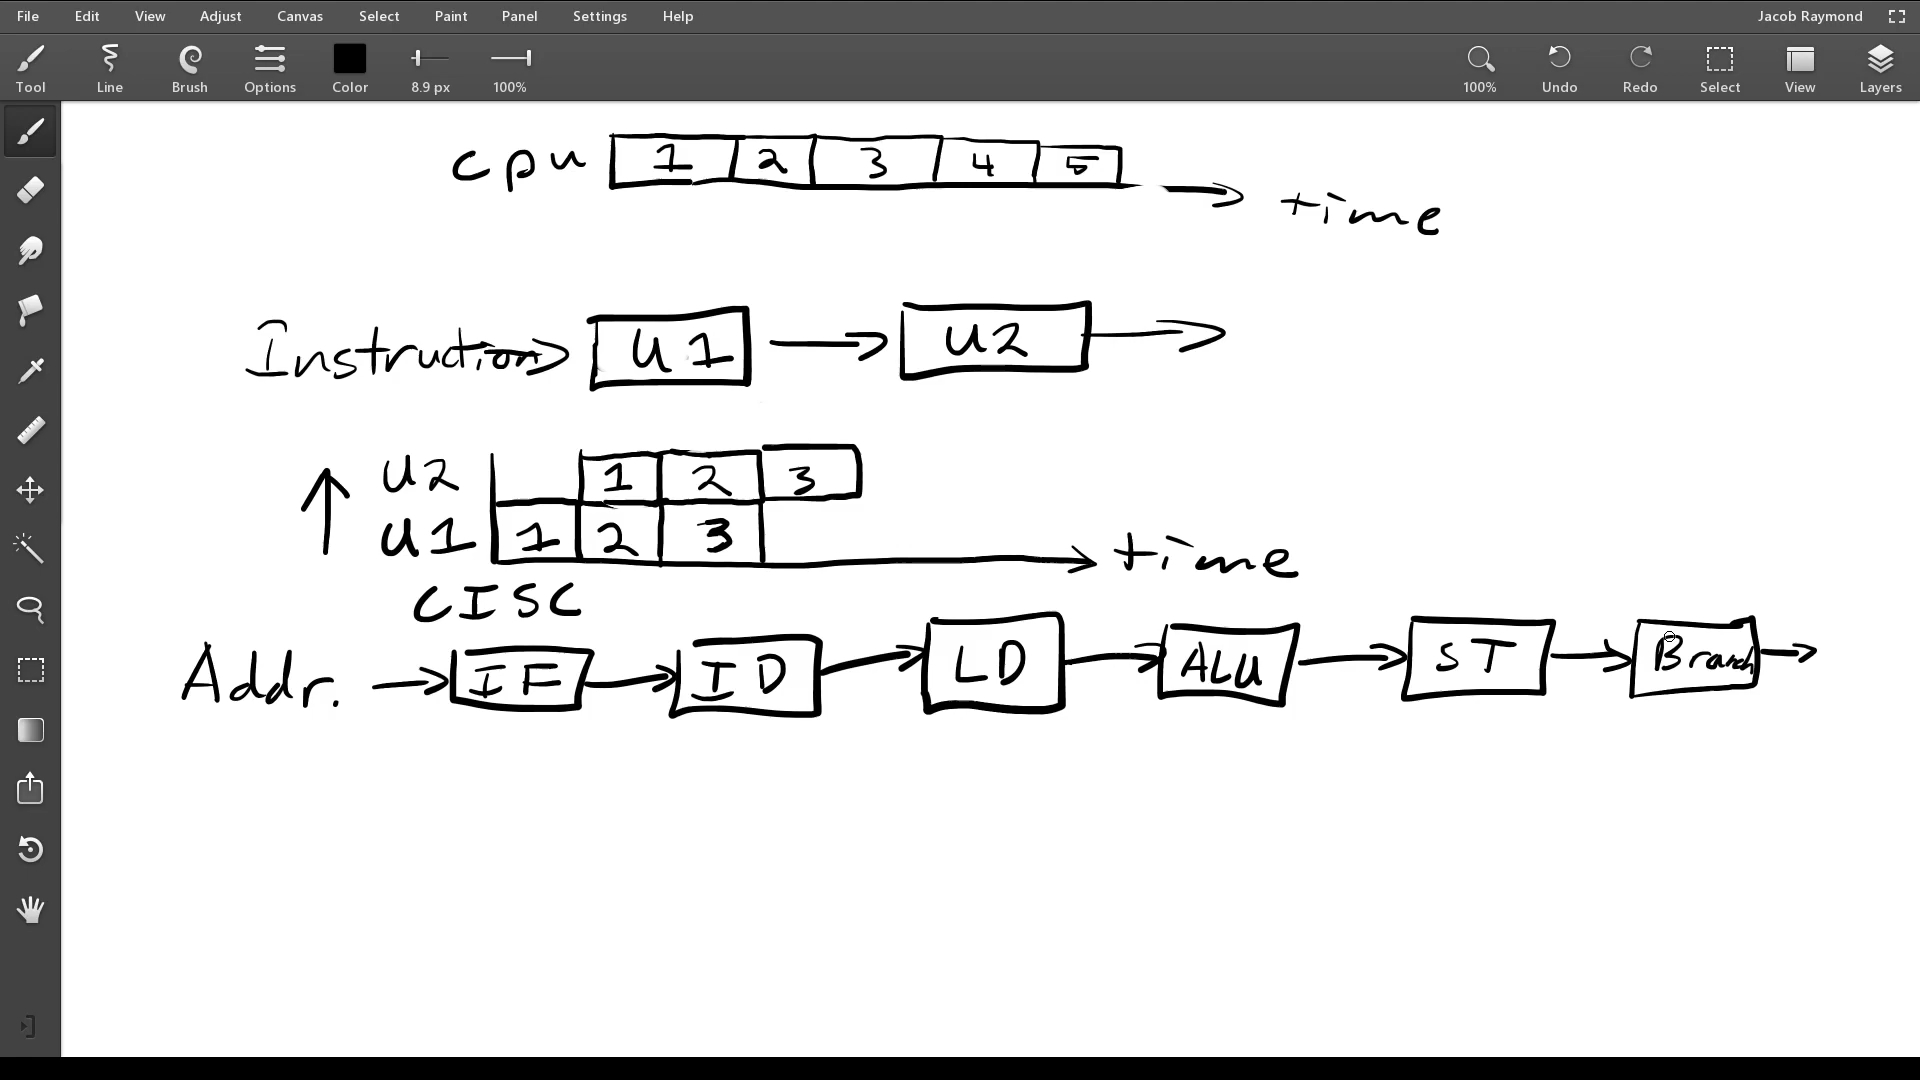 File Edit View Adjust Canvas Select Paint Panel Settings Help Jacob Raymond
Tool Line Brush Options Color 8.9 px 100% 100% Undo Redo Select View Layers
cpu 1 2 3 4 5
time
Instruction U1 U2
U2 1 2 3
U1 1 2 3
time
CISC
Addr. IF ID LD ALU ST Branch